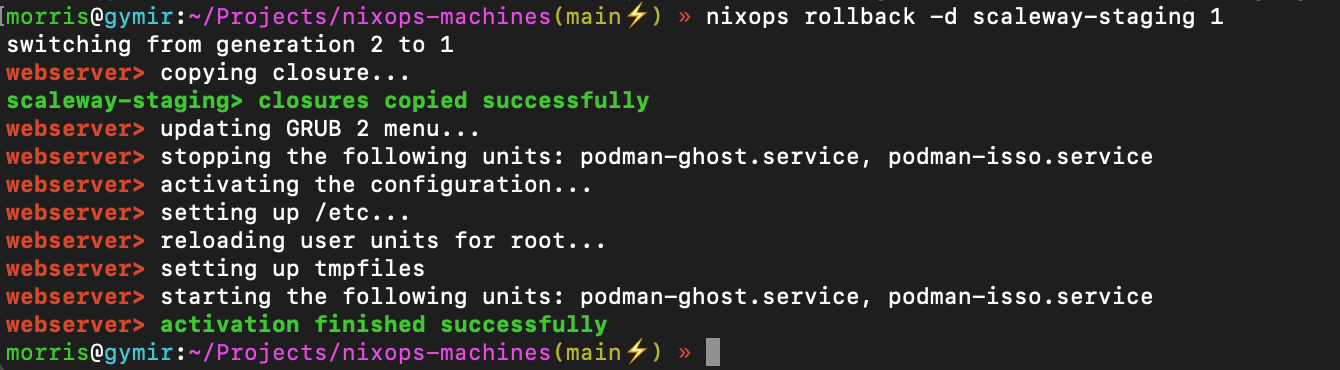 morris@gymir:~/Projects/nixops-machines(main⚡) » nixops rollback -d scaleway-staging 1
switching from generation 2 to 1
webserver> copying closure...
scaleway-staging> closures copied successfully
webserver> updating GRUB 2 menu...
webserver> stopping the following units: podman-ghost.service, podman-isso.service
webserver> activating the configuration...
webserver> setting up /etc...
webserver> reloading user units for root...
webserver> setting up tmpfiles
webserver> starting the following units: podman-ghost.service, podman-isso.service
webserver> activation finished successfully
morris@gymir:~/Projects/nixops-machines(main⚡) »